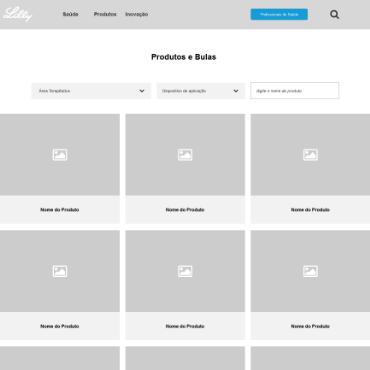 Lilly
Saúde
Produtos
Inovação
Profissionais de Saúde
Produtos e Bulas
Área Terapêutica
Dispositivo de aplicação
digite o nome do produto
Nome do Produto
Nome do Produto
Nome do Produto
Nome do Produto
Nome do Produto
Nome do Produto